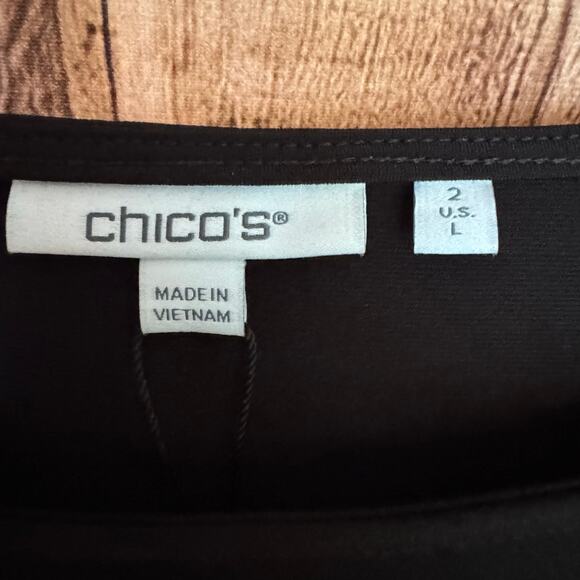 chico's®
2
U.S.
L
MADE IN
VIETNAM